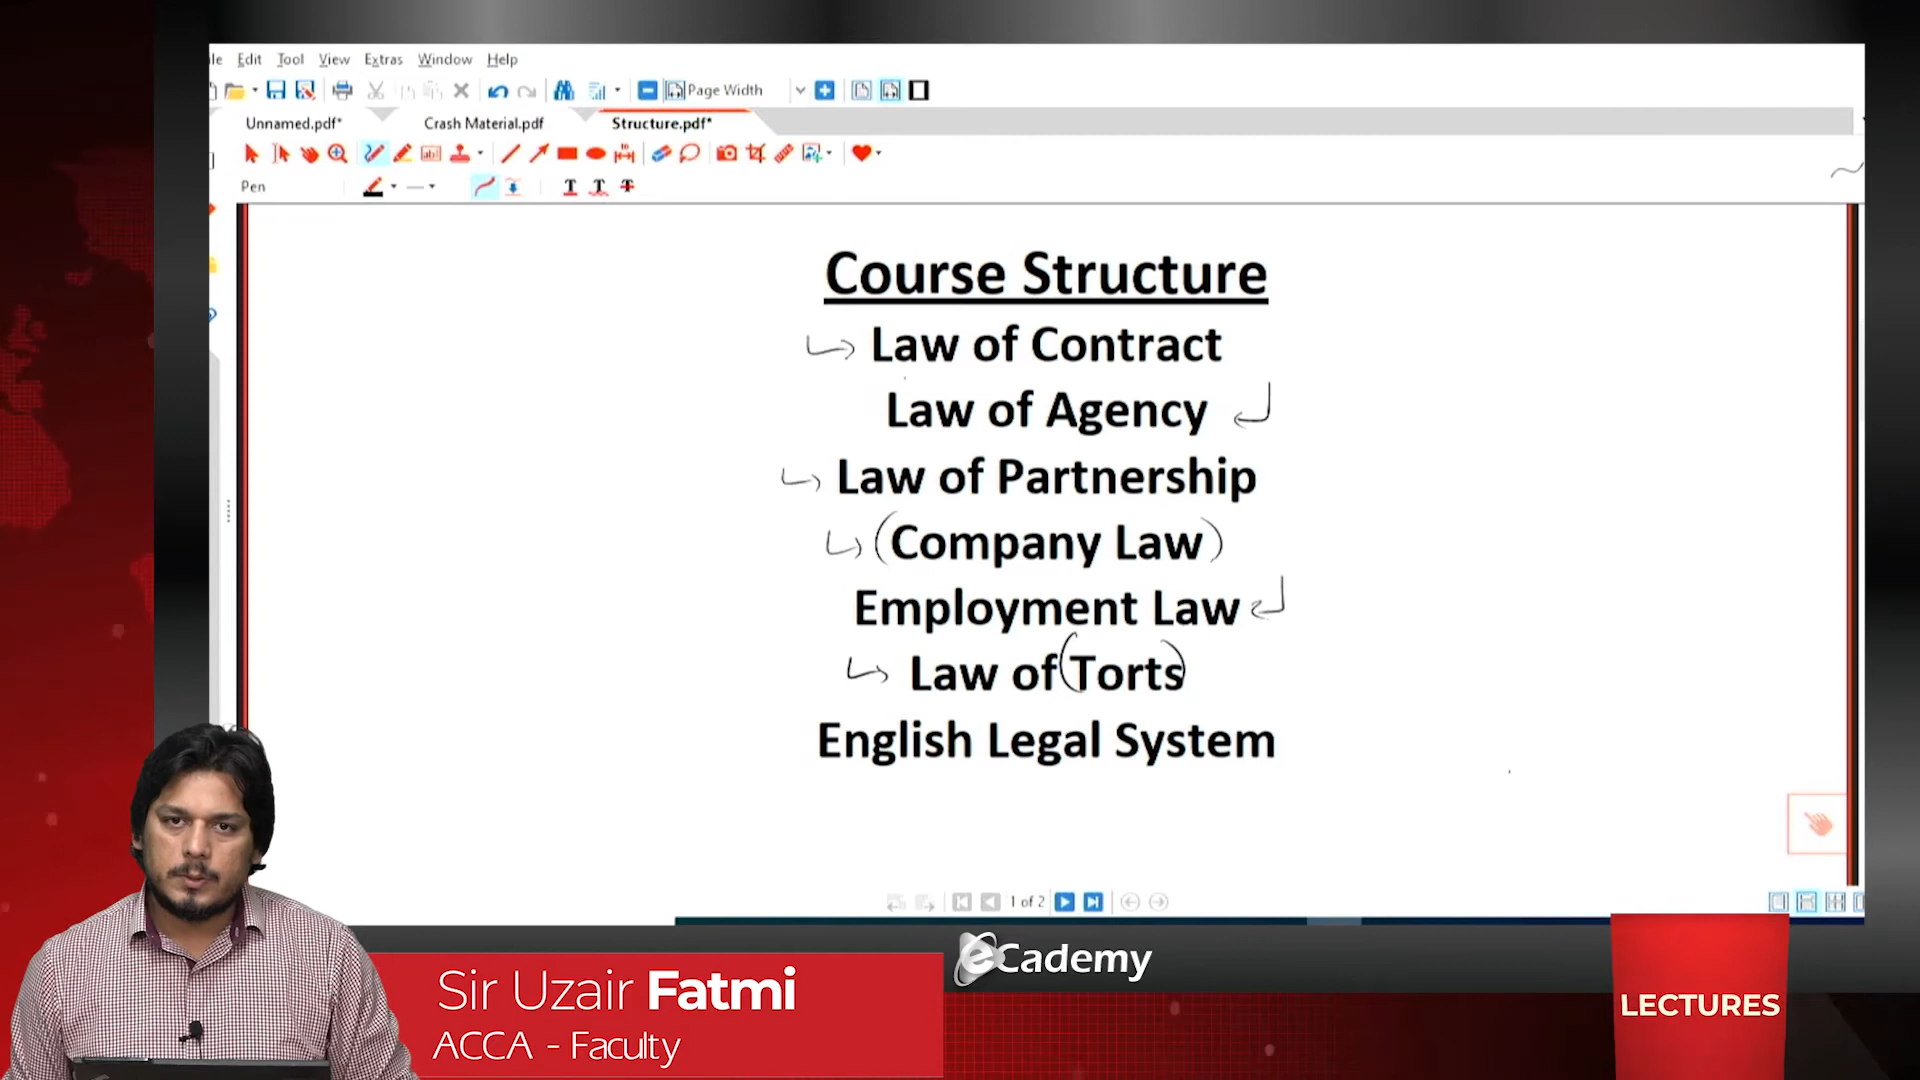 Edit Tool View Extras Window Help
Page Width
Unnamed.pdf* Crash Material.pdf Structure.pdf*
Pen
Course Structure
Law of Contract
Law of Agency
Law of Partnership
(Company Law)
Employment Law
Law of (Torts)
English Legal System
1 of 2
eCademy
Sir Uzair Fatmi
ACCA - Faculty
LECTURES